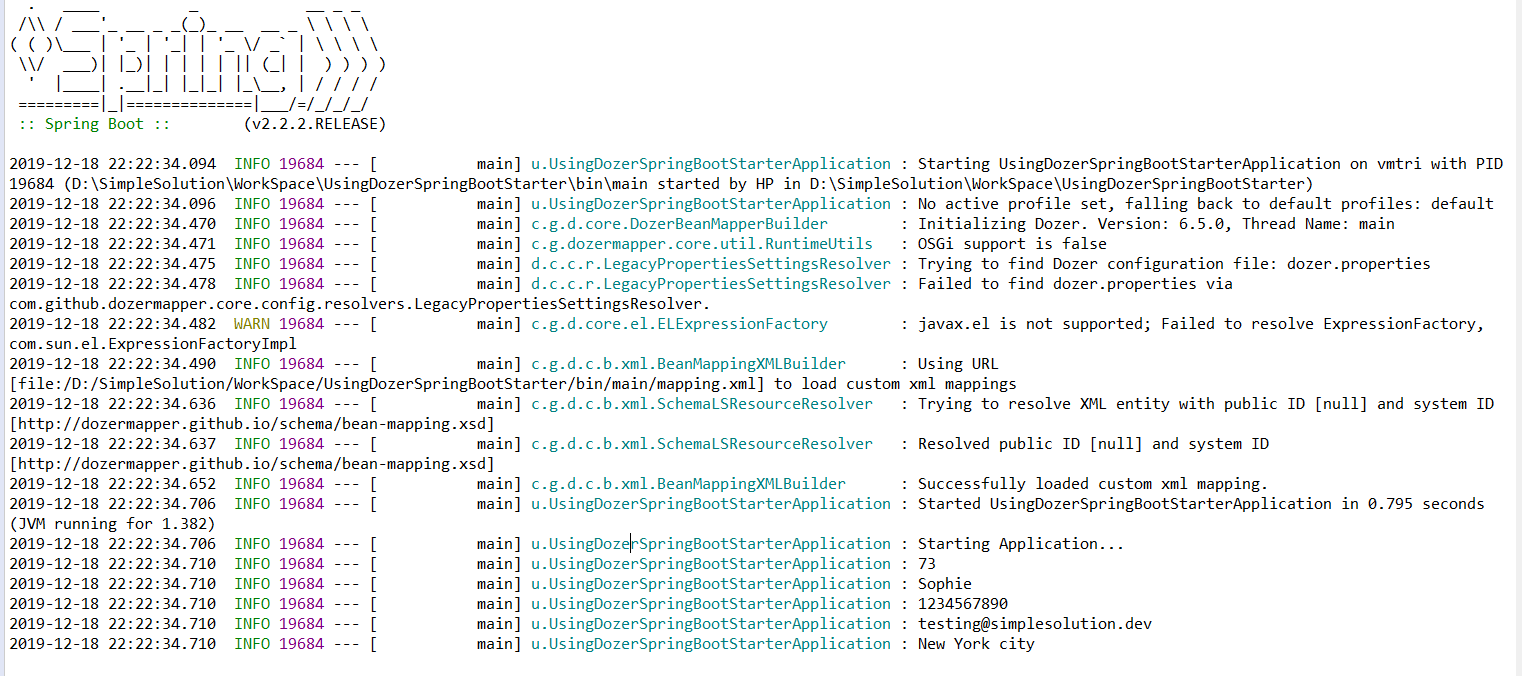 .   ____          _            __ _ _
 /\\ / ___'_ __ _ _(_)_ __  __ _ \ \ \ \
( ( )\___ | '_ | '_| | '_ \/ _` | \ \ \ \
 \\/  ___)| |_)| | | | | || (_| |  ) ) ) )
  '  |____| .__|_| |_|_| |_\__, | / / / /
 =========|_|==============|___/=/_/_/_/
 :: Spring Boot ::        (v2.2.2.RELEASE)
2019-12-18 22:22:34.094  INFO 19684 --- [           main] u.UsingDozerSpringBootStarterApplication : Starting UsingDozerSpringBootStarterApplication on vmtri with PID
19684 (D:\SimpleSolution\WorkSpace\UsingDozerSpringBootStarter\bin\main started by HP in D:\SimpleSolution\WorkSpace\UsingDozerSpringBootStarter)
2019-12-18 22:22:34.096  INFO 19684 --- [           main] u.UsingDozerSpringBootStarterApplication : No active profile set, falling back to default profiles: default
2019-12-18 22:22:34.470  INFO 19684 --- [           main] c.g.d.core.DozerBeanMapperBuilder        : Initializing Dozer. Version: 6.5.0, Thread Name: main
2019-12-18 22:22:34.471  INFO 19684 --- [           main] c.g.dozermapper.core.util.RuntimeUtils   : OSGi support is false
2019-12-18 22:22:34.475  INFO 19684 --- [           main] d.c.c.r.LegacyPropertiesSettingsResolver : Trying to find Dozer configuration file: dozer.properties
2019-12-18 22:22:34.478  INFO 19684 --- [           main] d.c.c.r.LegacyPropertiesSettingsResolver : Failed to find dozer.properties via
com.github.dozermapper.core.config.resolvers.LegacyPropertiesSettingsResolver.
2019-12-18 22:22:34.482  WARN 19684 --- [           main] c.g.d.core.el.ELExpressionFactory        : javax.el is not supported; Failed to resolve ExpressionFactory,
com.sun.el.ExpressionFactoryImpl
2019-12-18 22:22:34.490  INFO 19684 --- [           main] c.g.d.c.b.xml.BeanMappingXMLBuilder      : Using URL
[file:/D:/SimpleSolution/WorkSpace/UsingDozerSpringBootStarter/bin/main/mapping.xml] to load custom xml mappings
2019-12-18 22:22:34.636  INFO 19684 --- [           main] c.g.d.c.b.xml.SchemaLSResourceResolver   : Trying to resolve XML entity with public ID [null] and system ID
[http://dozermapper.github.io/schema/bean-mapping.xsd]
2019-12-18 22:22:34.637  INFO 19684 --- [           main] c.g.d.c.b.xml.SchemaLSResourceResolver   : Resolved public ID [null] and system ID
[http://dozermapper.github.io/schema/bean-mapping.xsd]
2019-12-18 22:22:34.652  INFO 19684 --- [           main] c.g.d.c.b.xml.BeanMappingXMLBuilder      : Successfully loaded custom xml mapping.
2019-12-18 22:22:34.706  INFO 19684 --- [           main] u.UsingDozerSpringBootStarterApplication : Started UsingDozerSpringBootStarterApplication in 0.795 seconds
(JVM running for 1.382)
2019-12-18 22:22:34.706  INFO 19684 --- [           main] u.UsingDozerSpringBootStarterApplication : Starting Application...
2019-12-18 22:22:34.710  INFO 19684 --- [           main] u.UsingDozerSpringBootStarterApplication : 73
2019-12-18 22:22:34.710  INFO 19684 --- [           main] u.UsingDozerSpringBootStarterApplication : Sophie
2019-12-18 22:22:34.710  INFO 19684 --- [           main] u.UsingDozerSpringBootStarterApplication : 1234567890
2019-12-18 22:22:34.710  INFO 19684 --- [           main] u.UsingDozerSpringBootStarterApplication : testing@simplesolution.dev
2019-12-18 22:22:34.710  INFO 19684 --- [           main] u.UsingDozerSpringBootStarterApplication : New York city